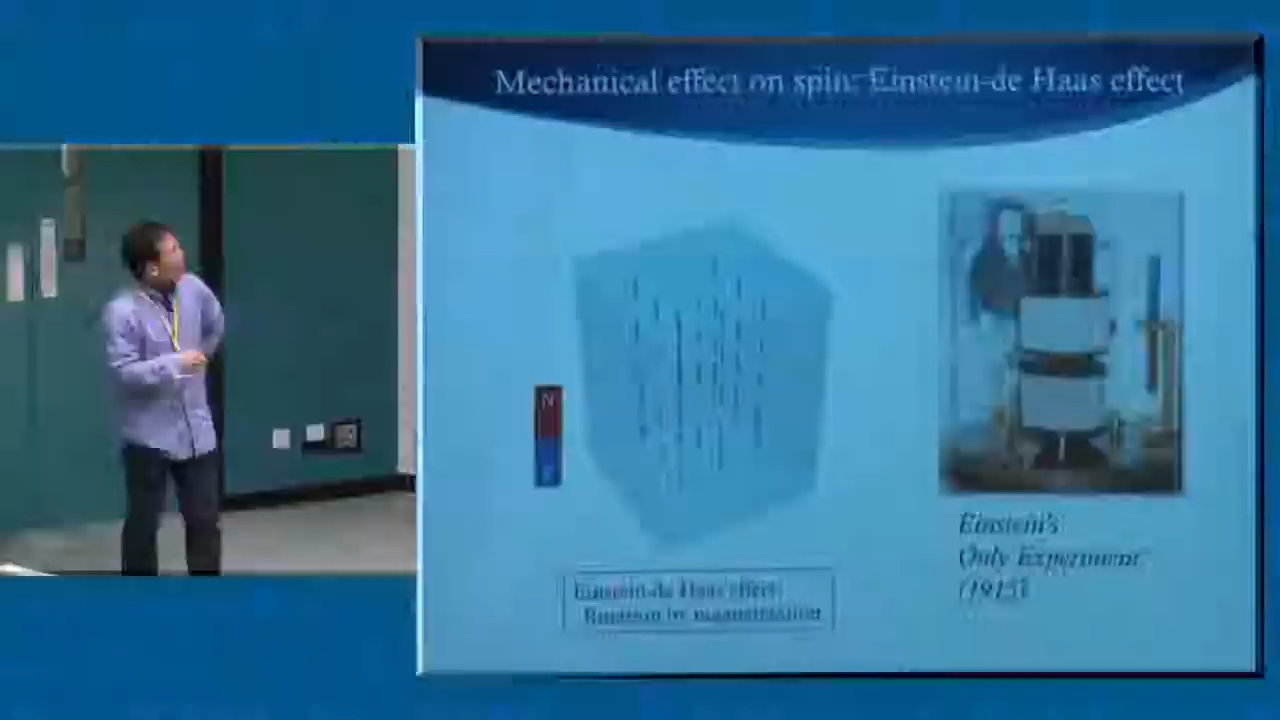 Mechanical effect on spin: Einstein-de Haas effect
N
Einstein's
Only Experiment
(1915)
Einstein-de Haas effect:
Rotation by magnetization